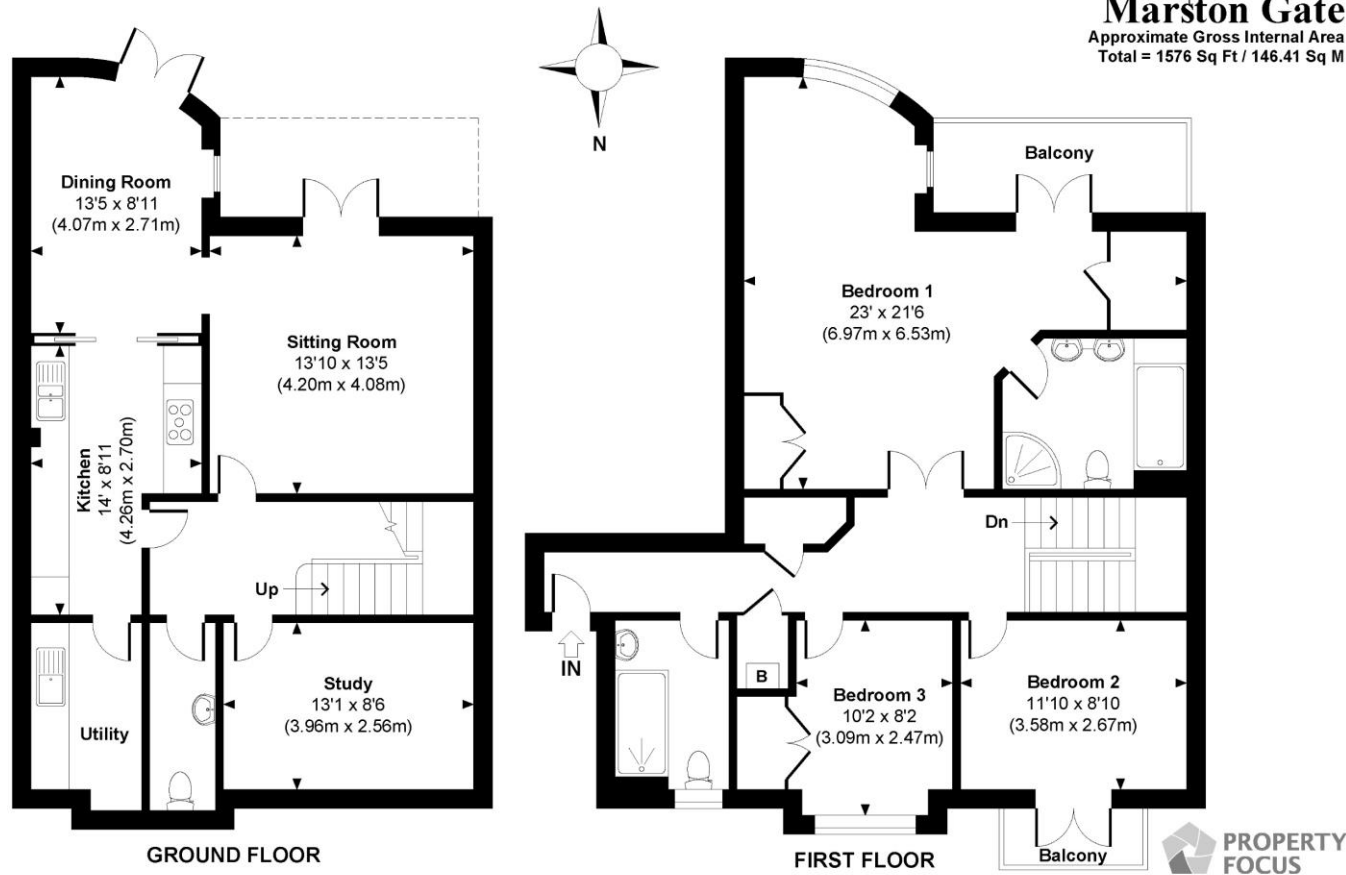 Marston Gate
Approximate Gross Internal Area
Total = 1576 Sq Ft / 146.41 Sq M
N
Dining Room
13'5 x 8'11
(4.07m x 2.71m)
Sitting Room
13'10 x 13'5
(4.20m x 4.08m)
Kitchen
14' x 8'11
(4.26m x 2.70m)
Up
Study
13'1 x 8'6
(3.96m x 2.56m)
Utility
GROUND FLOOR
Balcony
Bedroom 1
23' x 21'6
(6.97m x 6.53m)
Dn
IN
B
Bedroom 3
10'2 x 8'2
(3.09m x 2.47m)
Bedroom 2
11'10 x 8'10
(3.58m x 2.67m)
Balcony
FIRST FLOOR
PROPERTY
FOCUS